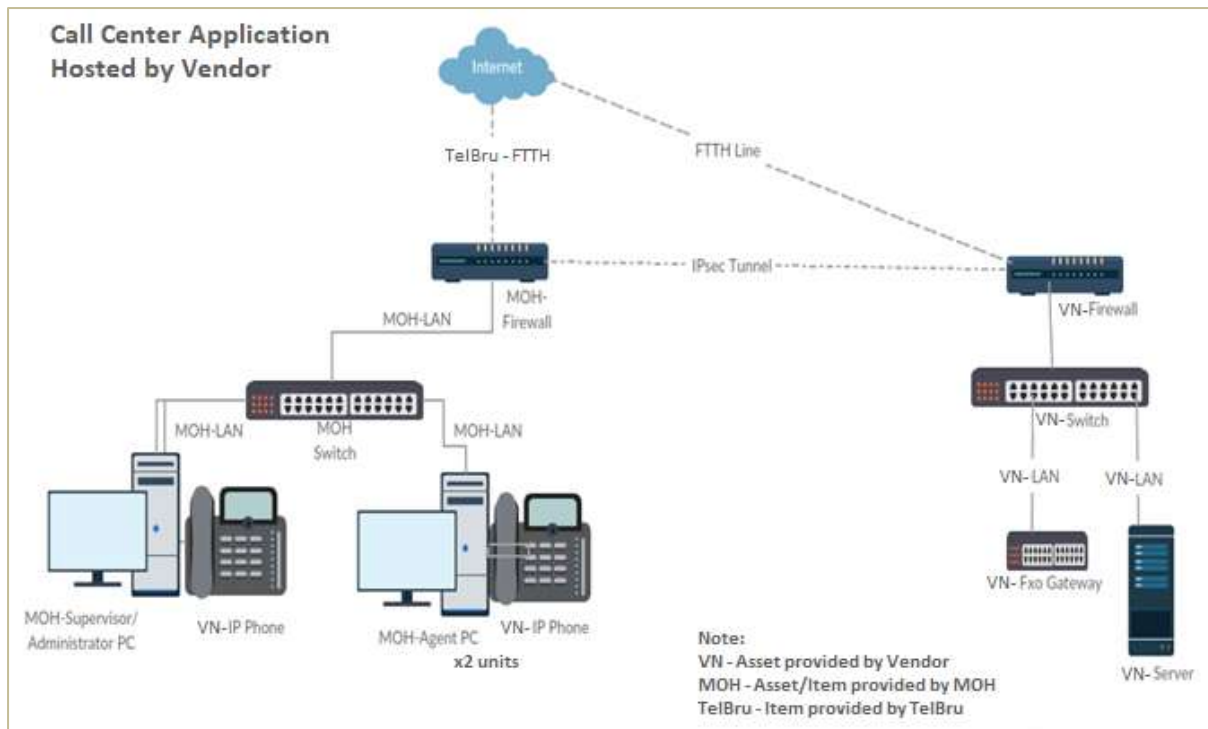 Call Center Application
Hosted by Vendor
Internet
TelBru - FTTH
FTTH Line
IPsec Tunnel
MOH-
Firewall
MOH-LAN
VN-Firewall
MOH-LAN
MOH
Switch
MOH-LAN
VN-Switch
VN-LAN
VN-LAN
VN-Fxo Gateway
MOH-Supervisor/
Administrator PC
VN-IP Phone
MOH-Agent PC
x2 units
VN-IP Phone
VN-Server
Note:
VN - Asset provided by Vendor
MOH - Asset/Item provided by MOH
TelBru - Item provided by TelBru